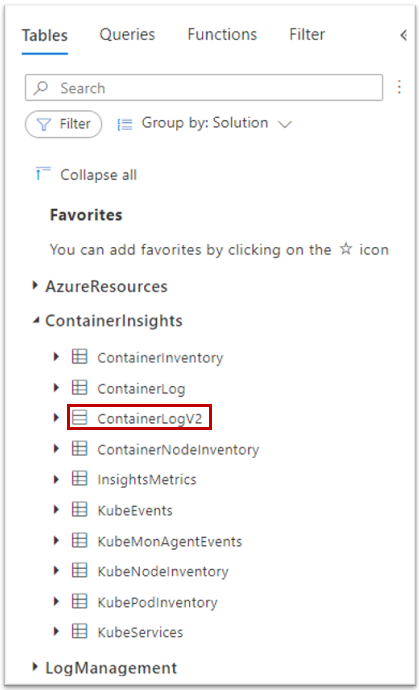 Tables Queries Functions Filter
Search
Filter Group by: Solution
Collapse all
Favorites
You can add favorites by clicking on the ☆ icon
AzureResources
ContainerInsights
ContainerInventory
ContainerLog
ContainerLogV2
ContainerNodeInventory
InsightsMetrics
KubeEvents
KubeMonAgentEvents
KubeNodeInventory
KubePodInventory
KubeServices
LogManagement